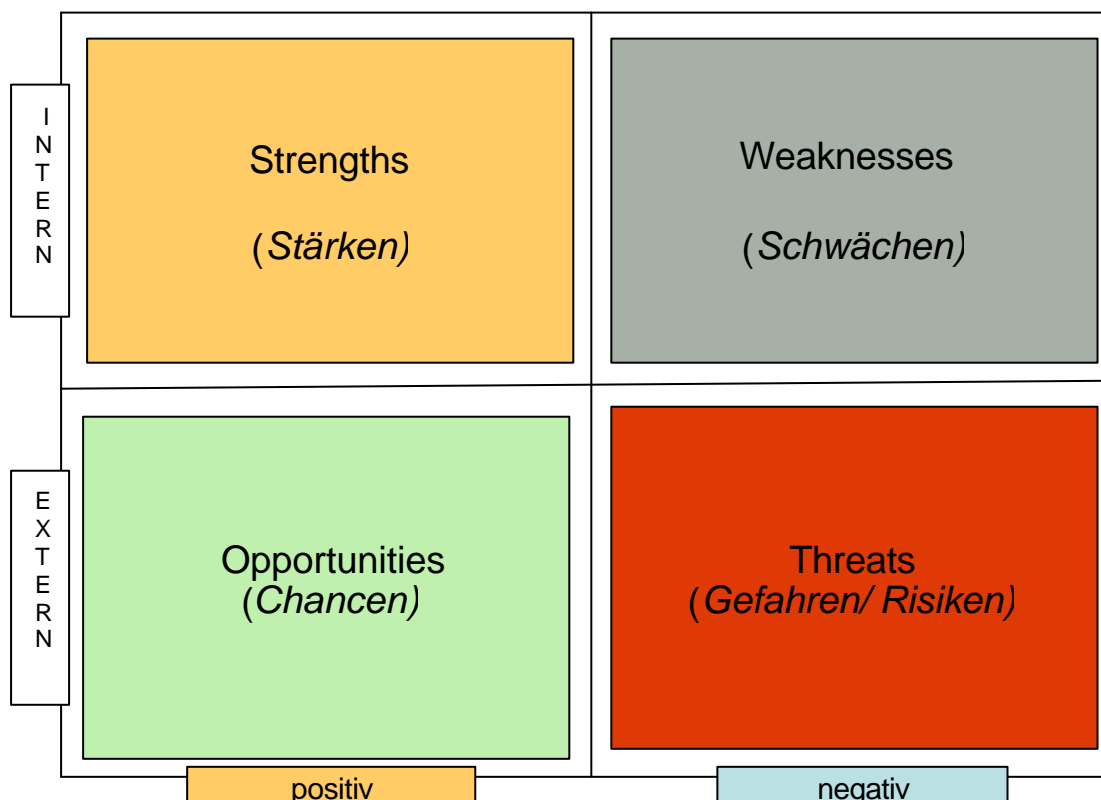 INTERN
Strengths
(Stärken)
Weaknesses
(Schwächen)
EXTERN
Opportunities
(Chancen)
Threats
(Gefahren/ Risiken)
positiv
negativ